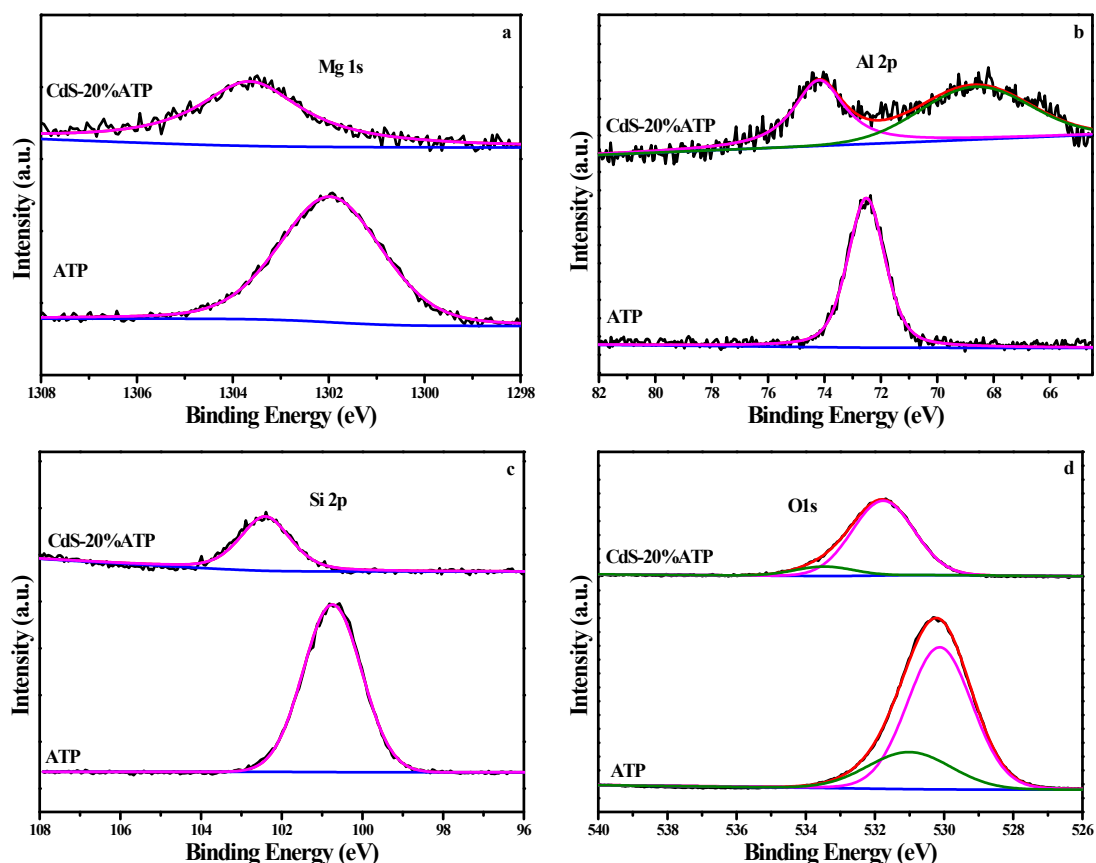 a
Mg 1s
CdS-20%ATP
ATP
Intensity (a.u.)
1308 1306 1304 1302 1300 1298
Binding Energy (eV)
b
Al 2p
CdS-20%ATP
ATP
Intensity (a.u.)
82 80 78 76 74 72 70 68 66
Binding Energy (eV)
c
Si 2p
CdS-20%ATP
ATP
Intensity (a.u.)
108 106 104 102 100 98 96
Binding Energy (eV)
d
O1s
CdS-20%ATP
ATP
Intensity (a.u.)
540 538 536 534 532 530 528 526
Binding Energy (eV)